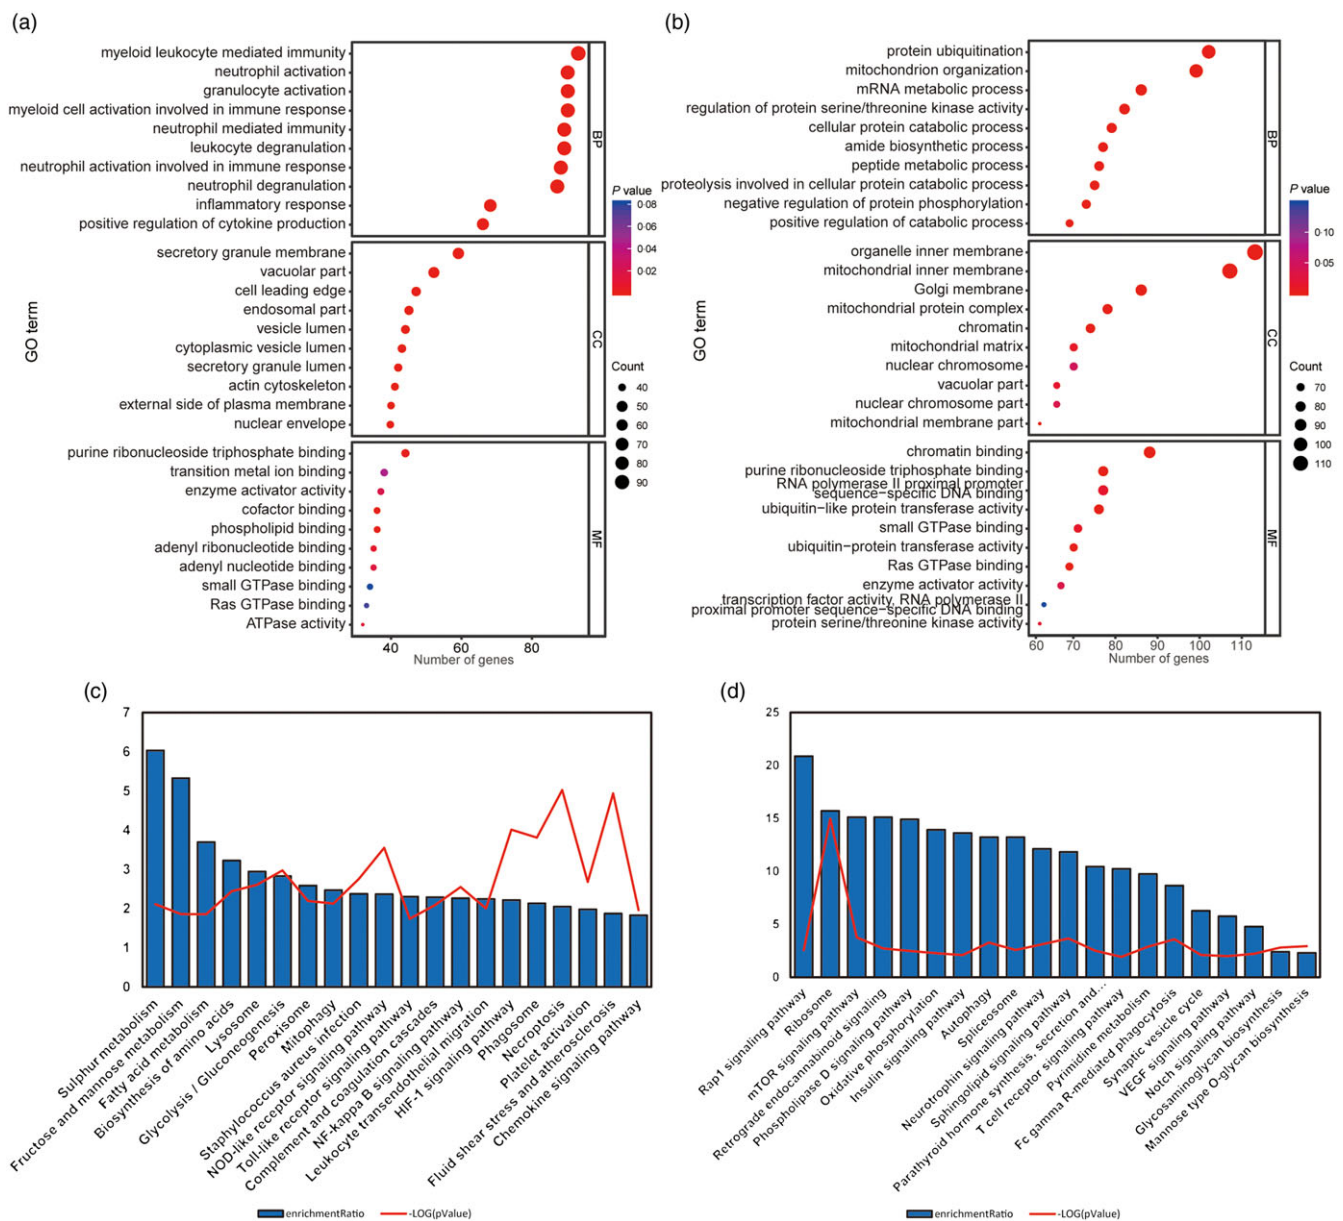 (a)
myeloid leukocyte mediated immunity
neutrophil activation
granulocyte activation
myeloid cell activation involved in immune response
neutrophil mediated immunity
leukocyte degranulation
neutrophil activation involved in immune response
neutrophil degranulation
inflammatory response
positive regulation of cytokine production
BP
secretory granule membrane
vacuolar part
cell leading edge
endosomal part
vesicle lumen
cytoplasmic vesicle lumen
secretory granule lumen
actin cytoskeleton
external side of plasma membrane
nuclear envelope
CC
purine ribonucleoside triphosphate binding
transition metal ion binding
enzyme activator activity
cofactor binding
phospholipid binding
adenyl ribonucleotide binding
adenyl nucleotide binding
small GTPase binding
Ras GTPase binding
ATPase activity
MF
GO term
40 60 80
Number of genes
P value
0·08
0·06
0·04
0·02
Count
40
50
60
70
80
90
(b)
protein ubiquitination
mitochondrion organization
mRNA metabolic process
regulation of protein serine/threonine kinase activity
cellular protein catabolic process
amide biosynthetic process
peptide metabolic process
proteolysis involved in cellular protein catabolic process
negative regulation of protein phosphorylation
positive regulation of catabolic process
BP
organelle inner membrane
mitochondrial inner membrane
Golgi membrane
mitochondrial protein complex
chromatin
mitochondrial matrix
nuclear chromosome
vacuolar part
nuclear chromosome part
mitochondrial membrane part
CC
chromatin binding
purine ribonucleoside triphosphate binding
RNA polymerase II proximal promoter
sequence−specific DNA binding
ubiquitin−like protein transferase activity
small GTPase binding
ubiquitin−protein transferase activity
Ras GTPase binding
enzyme activator activity
transcription factor activity, RNA polymerase II
proximal promoter sequence−specific DNA binding
protein serine/threonine kinase activity
MF
GO term
60 70 80 90 100 110
Number of genes
P value
0·10
0·05
Count
70
80
90
100
110
(c)
7
6
5
4
3
2
1
0
Sulphur metabolism
Fructose and mannose metabolism
Fatty acid metabolism
Biosynthesis of amino acids
Lysosome
Glycolysis / Gluconeogenesis
Peroxisome
Mitophagy
Staphylococcus aureus infection
NOD-like receptor signaling pathway
Toll-like receptor signaling pathway
Complement and coagulation cascades
NF-kappa B signaling pathway
Leukocyte transendothelial migration
HIF-1 signaling pathway
Phagosome
Necroptosis
Platelet activation
Fluid shear stress and atherosclerosis
Chemokine signaling pathway
enrichmentRatio -LOG(pValue)
(d)
25
20
15
10
5
0
Rap1 signaling pathway
Ribosome
mTOR signaling pathway
Retrograde endocannabinoid signaling
Phospholipase D signaling pathway
Oxidative phosphorylation
Insulin signaling pathway
Autophagy
Spliceosome
Neurotrophin signaling pathway
Sphingolipid signaling pathway
Parathyroid hormone synthesis, secretion and...
T cell receptor signaling pathway
Pyrimidine metabolism
Fc gamma R-mediated phagocytosis
Synaptic vesicle cycle
VEGF signaling pathway
Notch signaling pathway
Glycosaminoglycan biosynthesis
Mannose type O-glycan biosynthesis
enrichmentRatio -LOG(pValue)